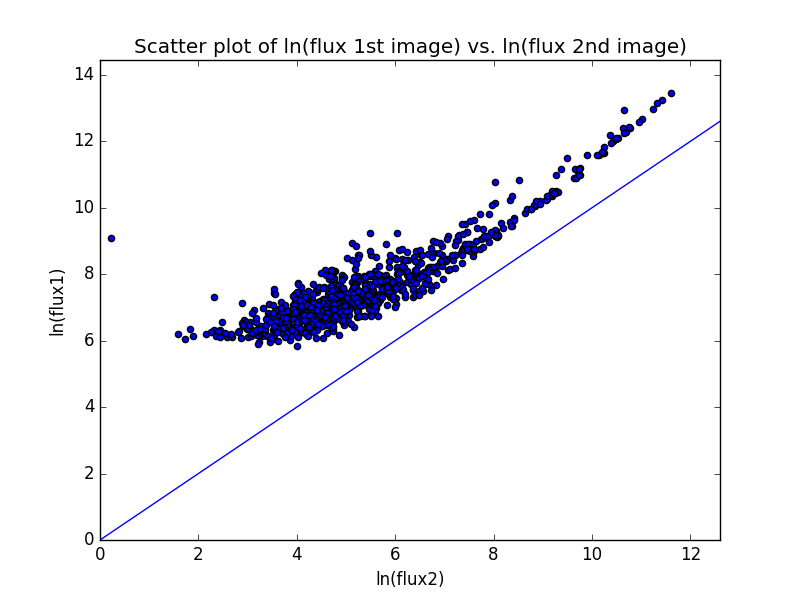 Scatter plot of ln(flux 1st image) vs. ln(flux 2nd image)
14
12
10
8
6
4
2
0
ln(flux1)
0 2 4 6 8 10 12
ln(flux2)